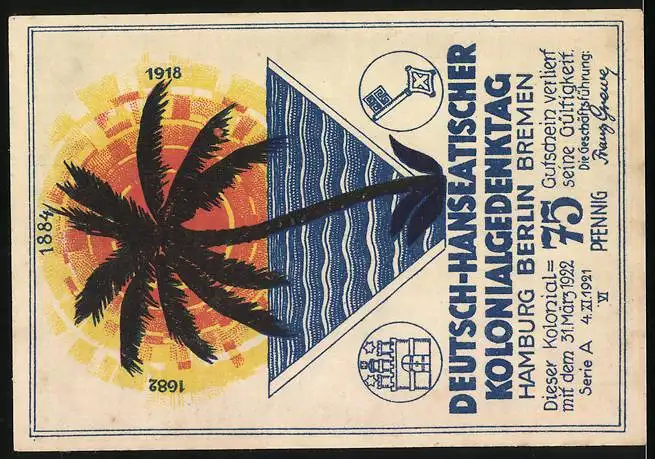 1682
1884
1918
DEUTSCH-HANSEATISCHER
KOLONIALGEDENKTAG
HAMBURG BERLIN BREMEN
Dieser Kolonial= 75 Gutschein verliert
mit dem 31. März 1922 seine Gültigkeit.
Serie A 4.XI.1921 PFENNIG Die Geschäftsführung:
VI